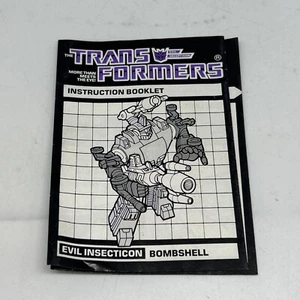 THE TRANS
FORMERS®
MORE THAN
MEETS
THE EYE!
INSTRUCTION BOOKLET
EVIL INSECTICON BOMBSHELL